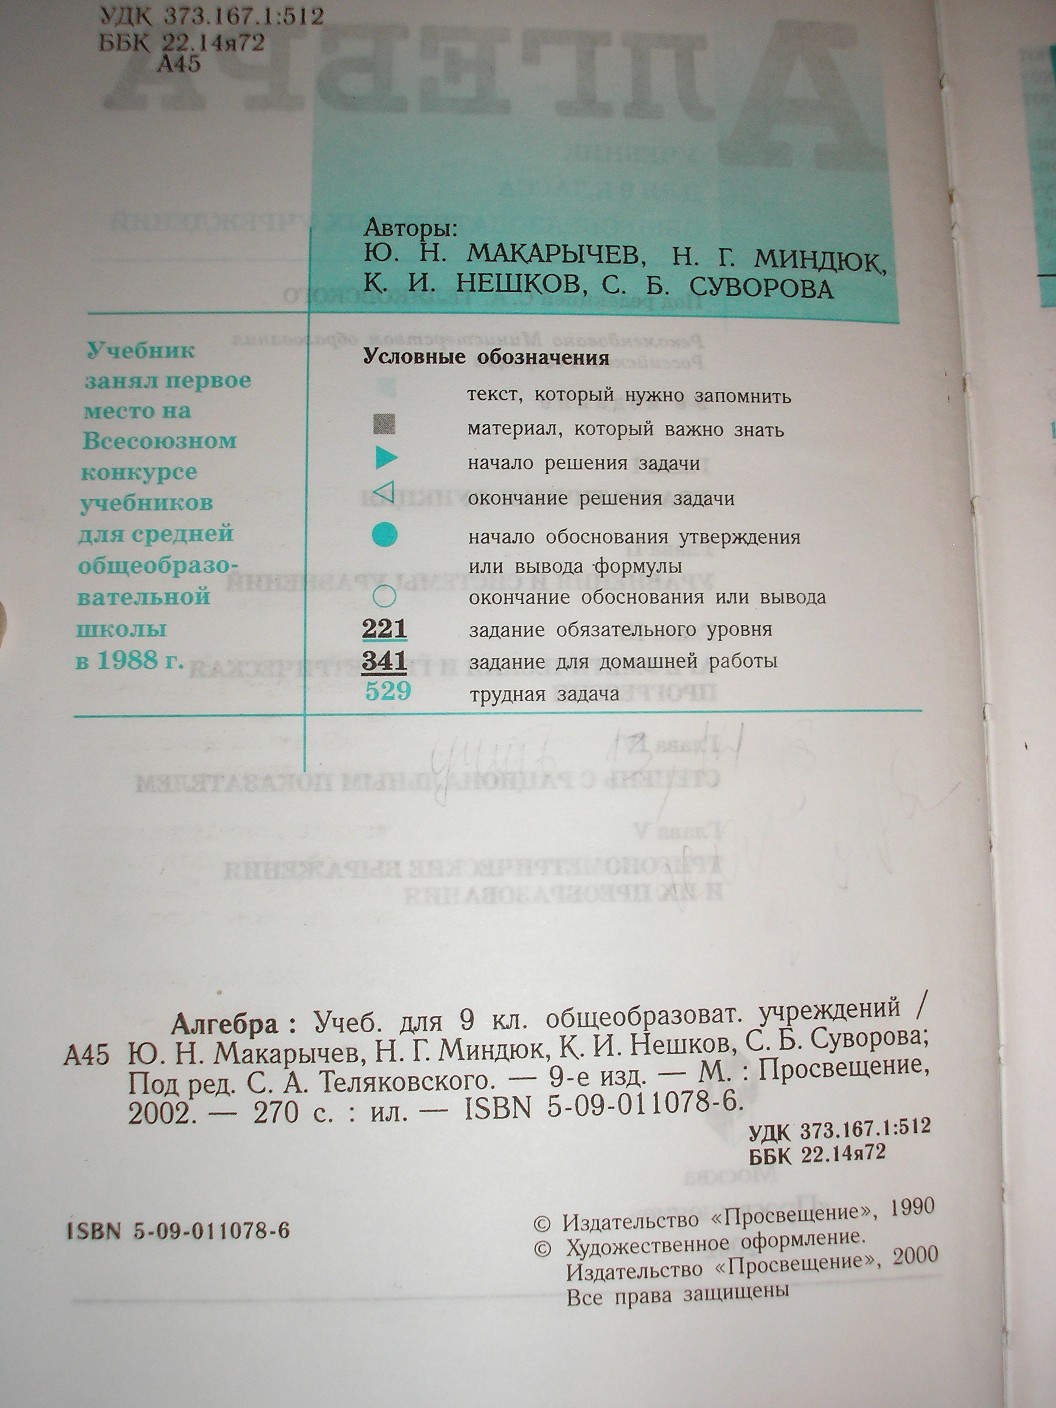 УДК 373.167.1:512
ББК 22.14я72
А45
Авторы:
Ю. Н. МАКАРЫЧЕВ, Н. Г. МИНДЮК,
К. И. НЕШКОВ, С. Б. СУВОРОВА
Учебник
занял первое
место на
Всесоюзном
конкурсе
учебников
для средней
общеобразо-
вательной
школы
в 1988 г.
Условные обозначения
текст, который нужно запомнить
материал, который важно знать
начало решения задачи
окончание решения задачи
начало обоснования утверждения
или вывода формулы
окончание обоснования или вывода
221 задание обязательного уровня
341 задание для домашней работы
529 трудная задача
Алгебра : Учеб. для 9 кл. общеобразоват. учреждений /
А45 Ю. Н. Макарычев, Н. Г. Миндюк, К. И. Нешков, С. Б. Суворова;
Под ред. С. А. Теляковского. — 9-е изд. — М. : Просвещение,
2002. — 270 с. : ил. — ISBN 5-09-011078-6.
УДК 373.167.1:512
ББК 22.14я72
ISBN 5-09-011078-6
© Издательство «Просвещение», 1990
© Художественное оформление.
Издательство «Просвещение», 2000
Все права защищены